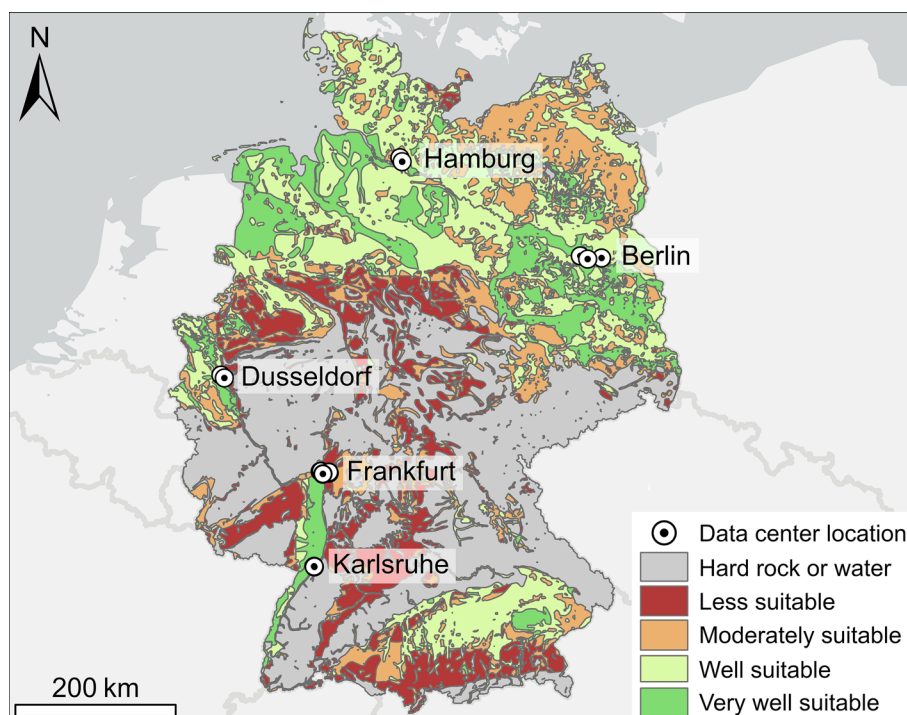 N
Hamburg
Berlin
Dusseldorf
Frankfurt
Karlsruhe
Data center location
Hard rock or water
Less suitable
Moderately suitable
Well suitable
Very well suitable
200 km